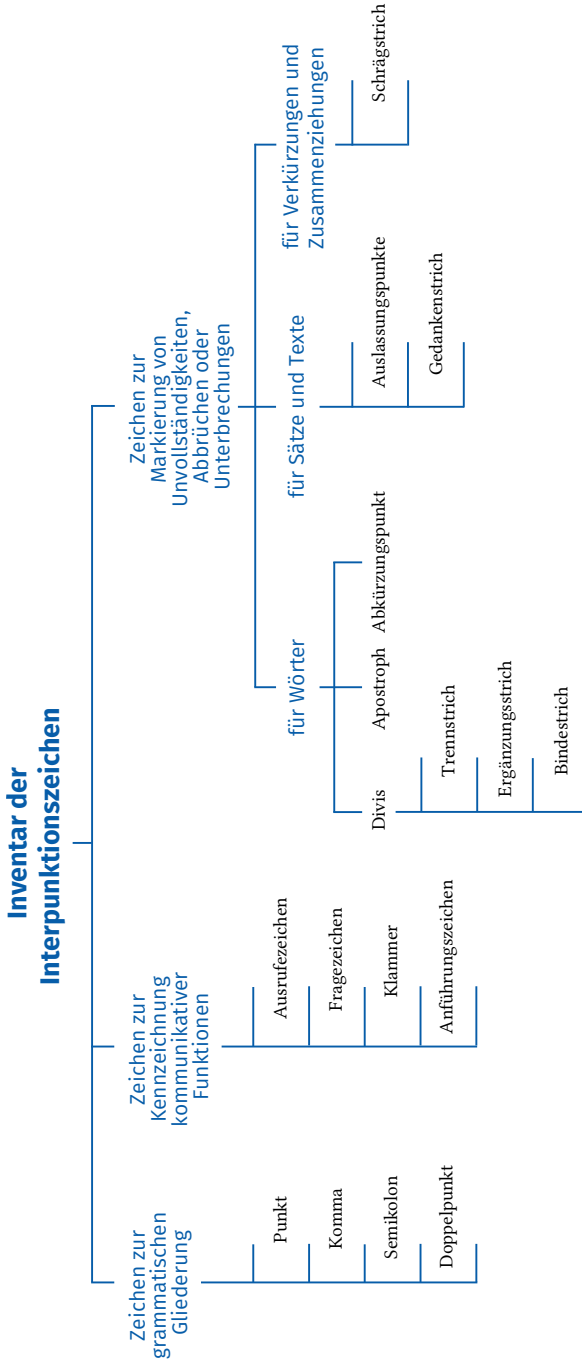 Inventar der
Interpunktionszeichen
Zeichen zur
grammatischen
Gliederung
Punkt
Komma
Semikolon
Doppelpunkt
Zeichen zur
Kennzeichnung
kommunikativer
Funktionen
Ausrufezeichen
Fragezeichen
Klammer
Anführungszeichen
Zeichen zur
Markierung von
Unvollständigkeiten,
Abbrüchen oder
Unterbrechungen
für Wörter
Divis
Trennstrich
Ergänzungsstrich
Bindestrich
Apostroph
Abkürzungspunkt
für Sätze und Texte
Auslassungspunkte
Gedankenstrich
für Verkürzungen und
Zusammenziehungen
Schrägstrich